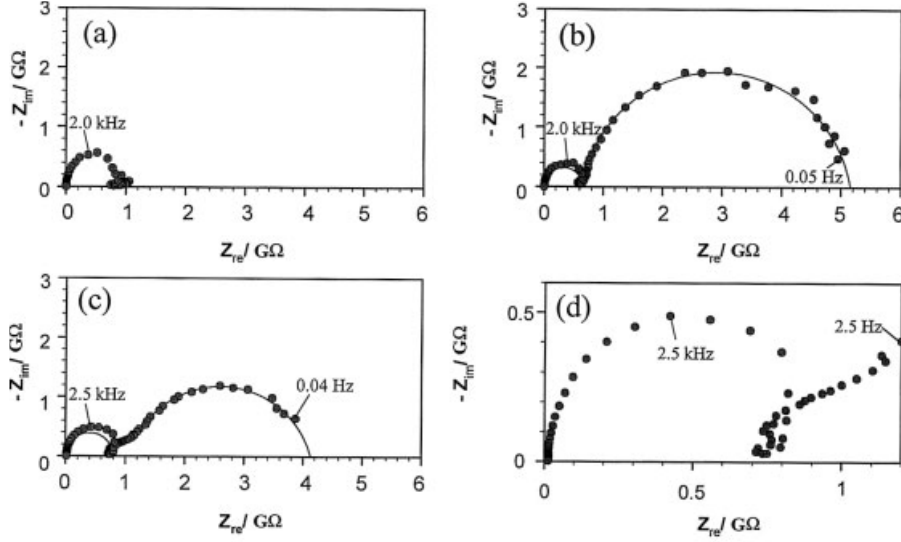 (a)
3
2
1
0
-Z_im/ GΩ
2.0 kHz
0 1 2 3 4 5 6
Z_re/ GΩ
(b)
3
2
1
0
-Z_im/ GΩ
2.0 kHz
0.05 Hz
0 1 2 3 4 5 6
Z_re/ GΩ
(c)
3
2
1
0
-Z_im/ GΩ
2.5 kHz
0.04 Hz
0 1 2 3 4 5 6
Z_re/ GΩ
(d)
0.5
0
-Z_im/ GΩ
2.5 kHz
2.5 Hz
0 0.5 1
Z_re/ GΩ